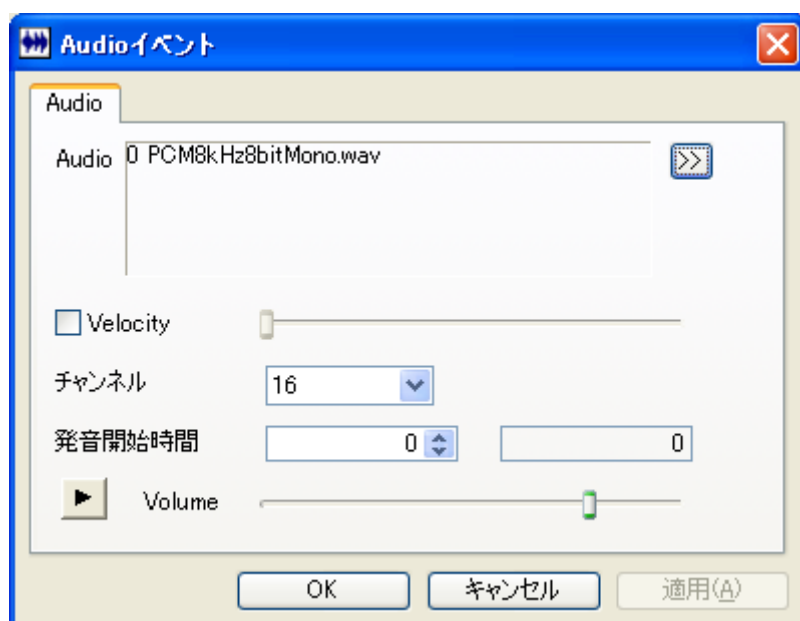 Audioイベント
Audio
Audio 0 PCM8kHz8bitMono.wav >>
Velocity
チャンネル 16
発音開始時間 0 0
Volume
OK キャンセル 適用(A)